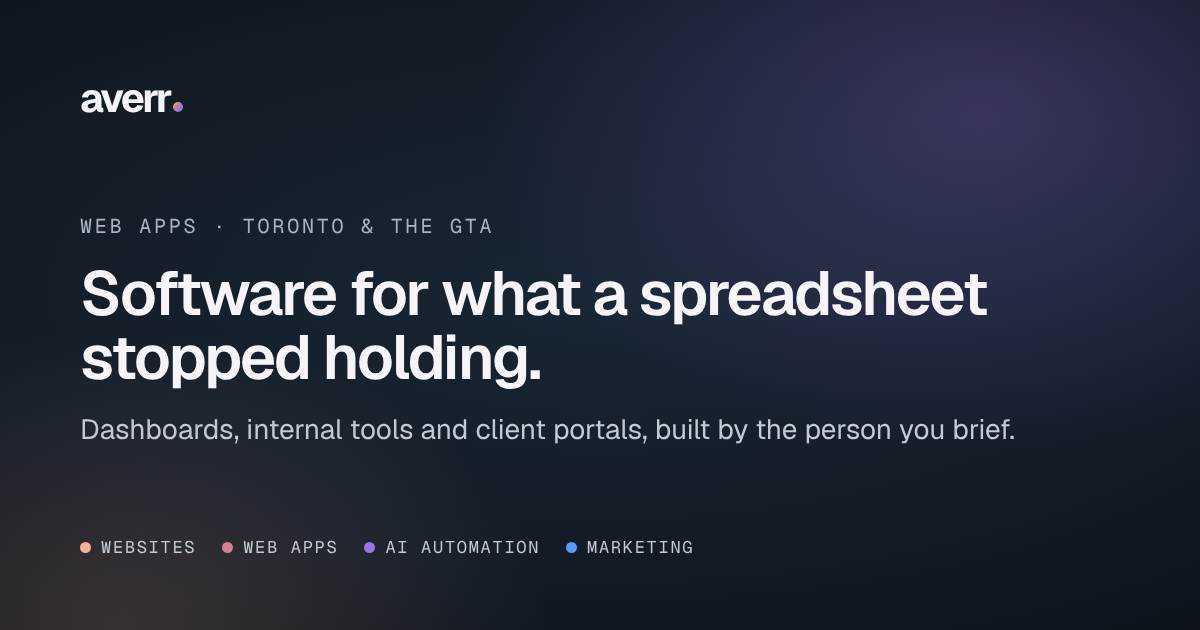 averr.
WEB APPS · TORONTO & THE GTA
Software for what a spreadsheet
stopped holding.
Dashboards, internal tools and client portals, built by the person you brief.
WEBSITES WEB APPS AI AUTOMATION MARKETING